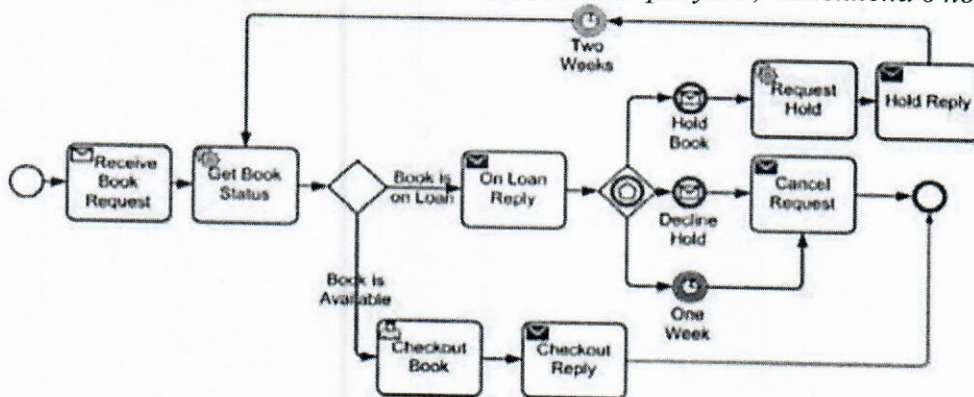 Two
Weeks
Receive
Book
Request
Get Book
Status
Book is
on Loan
On Loan
Reply
Hold
Book
Request
Hold
Hold Reply
Decline
Hold
Cancel
Request
One
Week
Book is
Available
Checkout
Book
Checkout
Reply